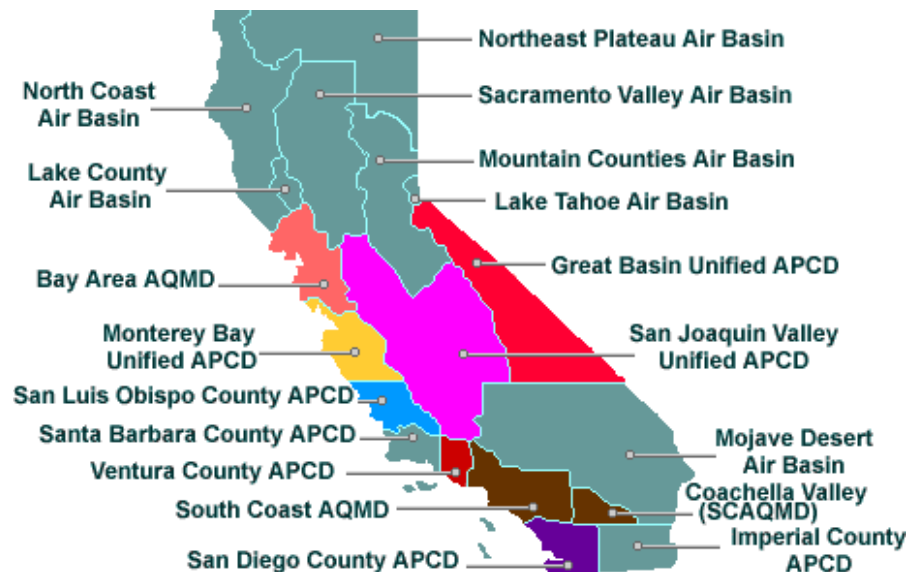 Northeast Plateau Air Basin
North Coast
Air Basin
Sacramento Valley Air Basin
Lake County
Air Basin
Mountain Counties Air Basin
Lake Tahoe Air Basin
Bay Area AQMD
Great Basin Unified APCD
Monterey Bay
Unified APCD
San Joaquin Valley
Unified APCD
San Luis Obispo County APCD
Santa Barbara County APCD
Mojave Desert
Air Basin
Ventura County APCD
Coachella Valley
(SCAQMD)
South Coast AQMD
Imperial County
APCD
San Diego County APCD